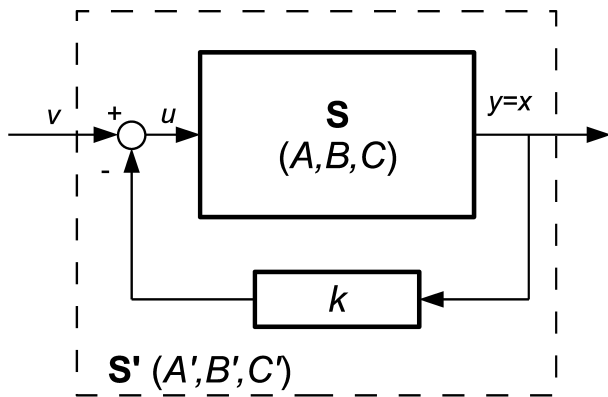 v
+
u
-
S
(A,B,C)
y=x
k
S' (A',B',C')